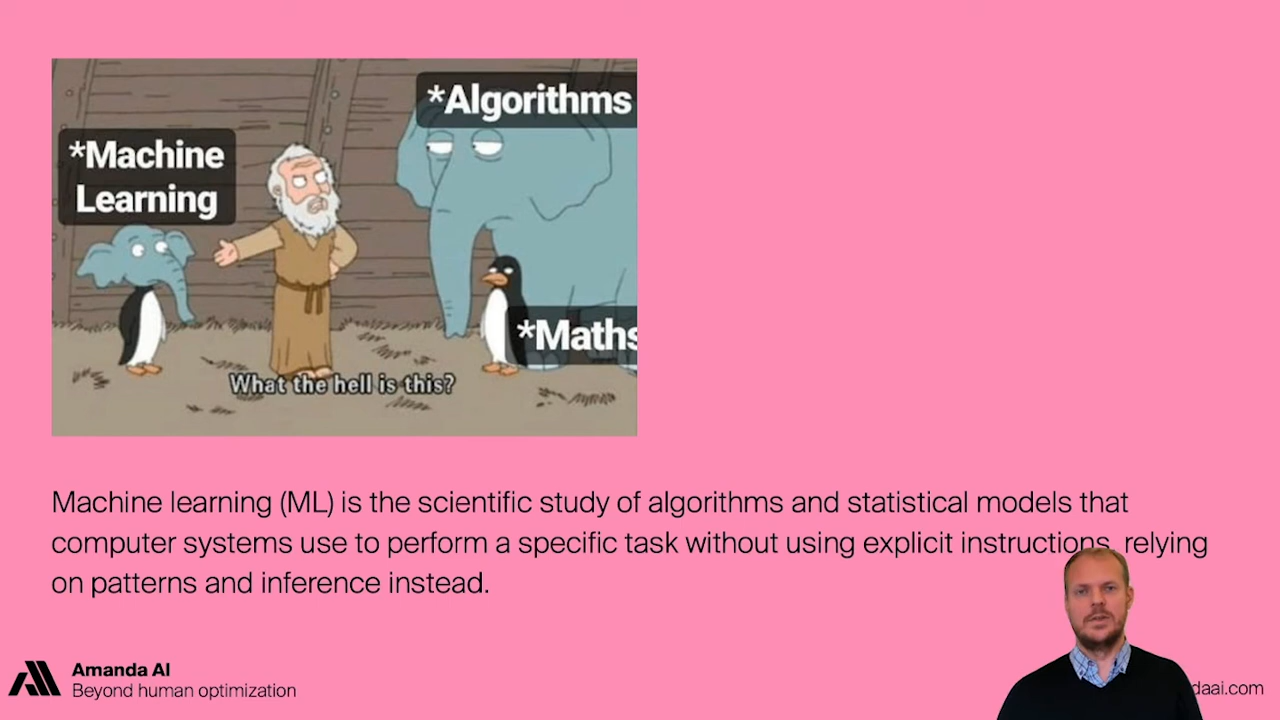 *Algorithms
*Machine
Learning
*Maths
What the hell is this?
Machine learning (ML) is the scientific study of algorithms and statistical models that
computer systems use to perform a specific task without using explicit instructions, relying
on patterns and inference instead.
Amanda AI
Beyond human optimization
daai.com